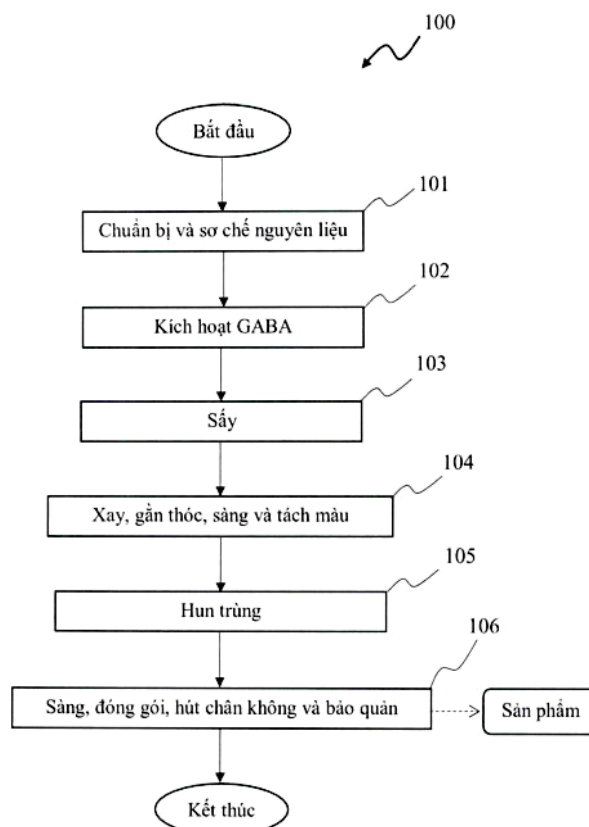 100
Bắt đầu
101
Chuẩn bị và sơ chế nguyên liệu
102
Kích hoạt GABA
103
Sấy
104
Xay, gằn thóc, sàng và tách màu
105
Hun trùng
106
Sàng, đóng gói, hút chân không và bảo quản
Sản phẩm
Kết thúc